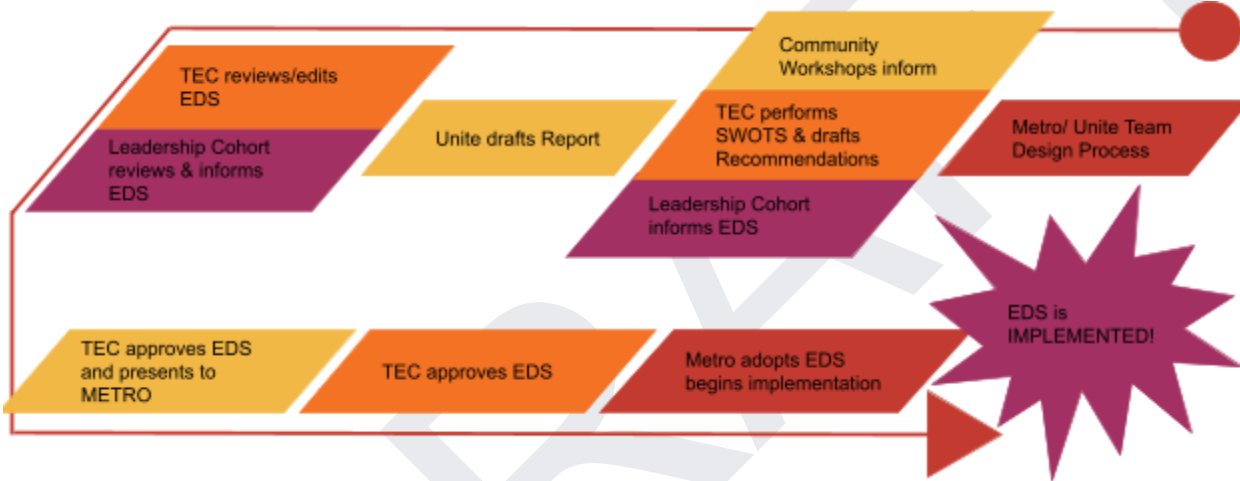 TEC reviews/edits
EDS
Leadership Cohort
reviews & informs
EDS
Unite drafts Report
Community
Workshops inform
TEC performs
SWOTS & drafts
Recommendations
Leadership Cohort
informs EDS
Metro/ Unite Team
Design Process
EDS is
IMPLEMENTED!
TEC approves EDS
and presents to
METRO
TEC approves EDS
Metro adopts EDS
begins implementation